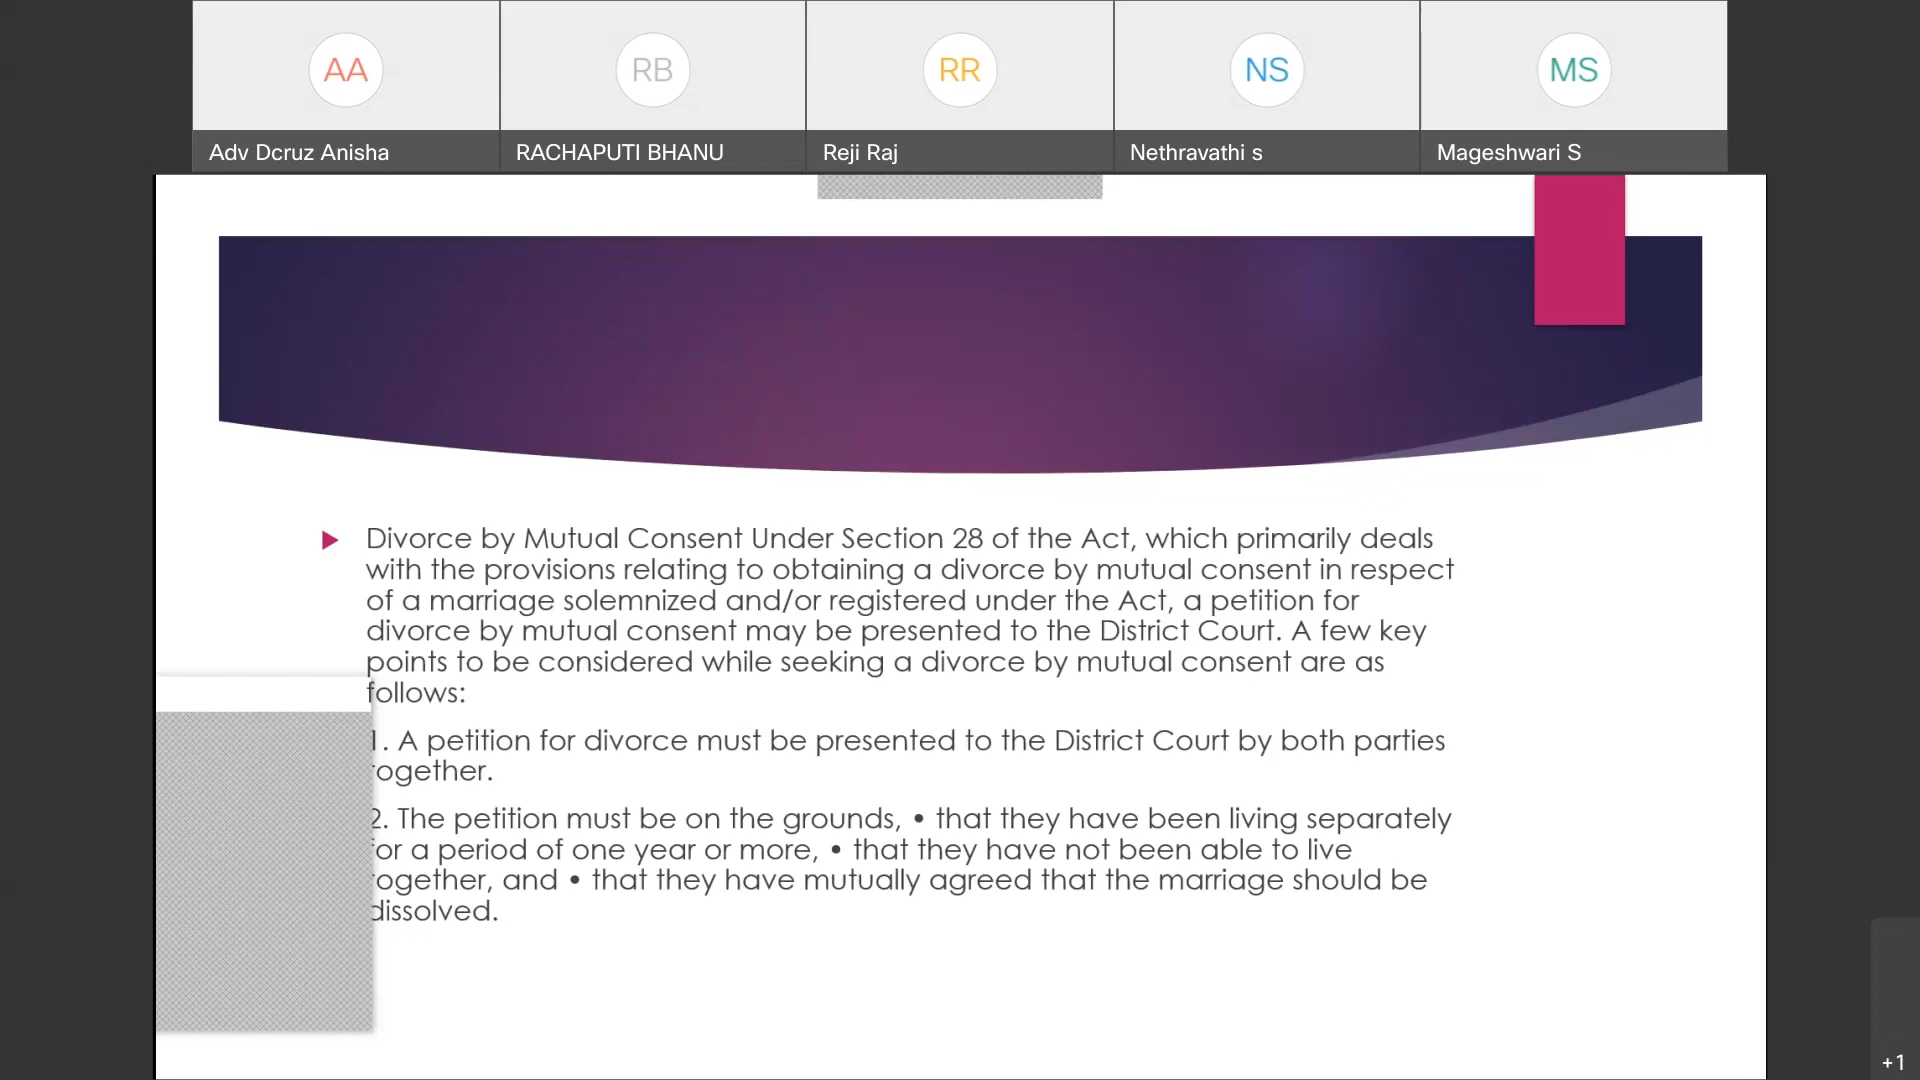 AA
RB
RR
NS
MS
Adv Dcruz Anisha
RACHAPUTI BHANU
Reji Raj
Nethravathi s
Mageshwari S
Divorce by Mutual Consent Under Section 28 of the Act, which primarily deals
with the provisions relating to obtaining a divorce by mutual consent in respect
of a marriage solemnized and/or registered under the Act, a petition for
divorce by mutual consent may be presented to the District Court. A few key
points to be considered while seeking a divorce by mutual consent are as
follows:
1. A petition for divorce must be presented to the District Court by both parties
together.
2. The petition must be on the grounds, • that they have been living separately
for a period of one year or more, • that they have not been able to live
together, and • that they have mutually agreed that the marriage should be
dissolved.
+1